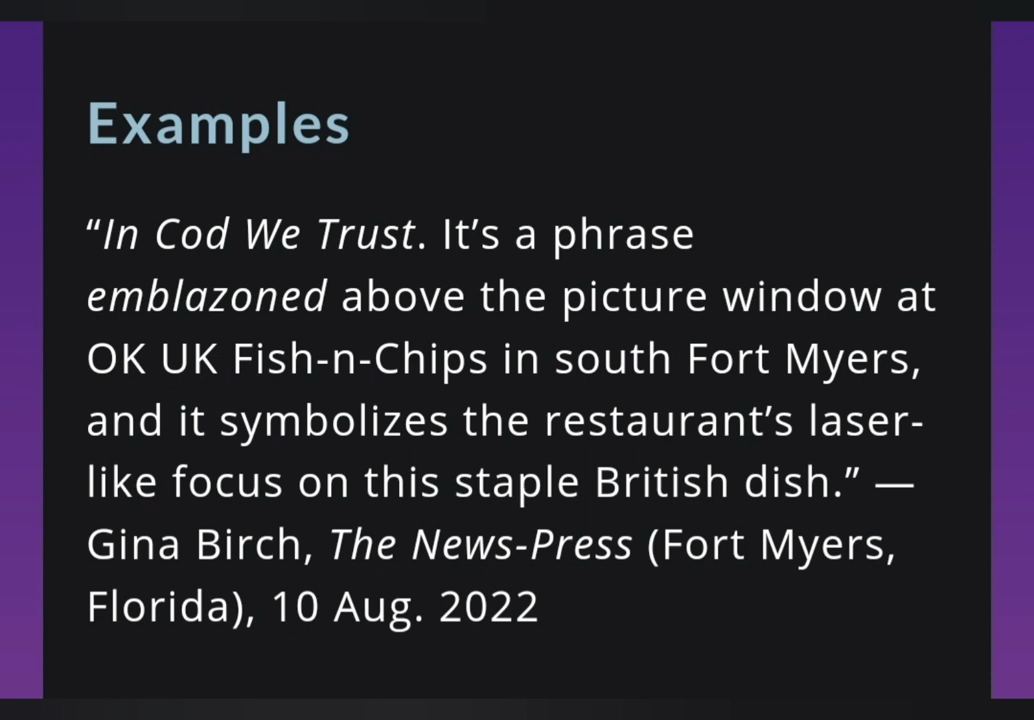 Examples
“In Cod We Trust. It’s a phrase
emblazoned above the picture window at
OK UK Fish-n-Chips in south Fort Myers,
and it symbolizes the restaurant’s laser-
like focus on this staple British dish.” —
Gina Birch, The News-Press (Fort Myers,
Florida), 10 Aug. 2022